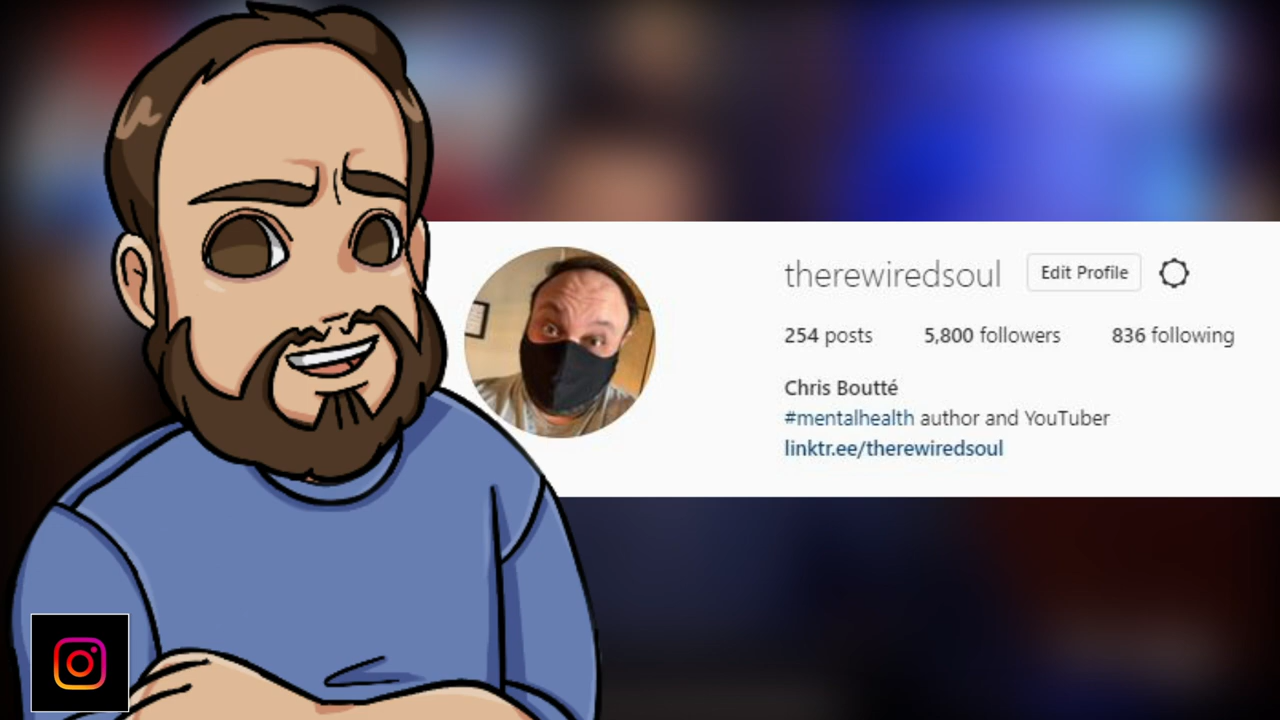 therewiredsoul Edit Profile
254 posts 5,800 followers 836 following
Chris Boutté
#mentalhealth author and YouTuber
linktr.ee/therewiredsoul